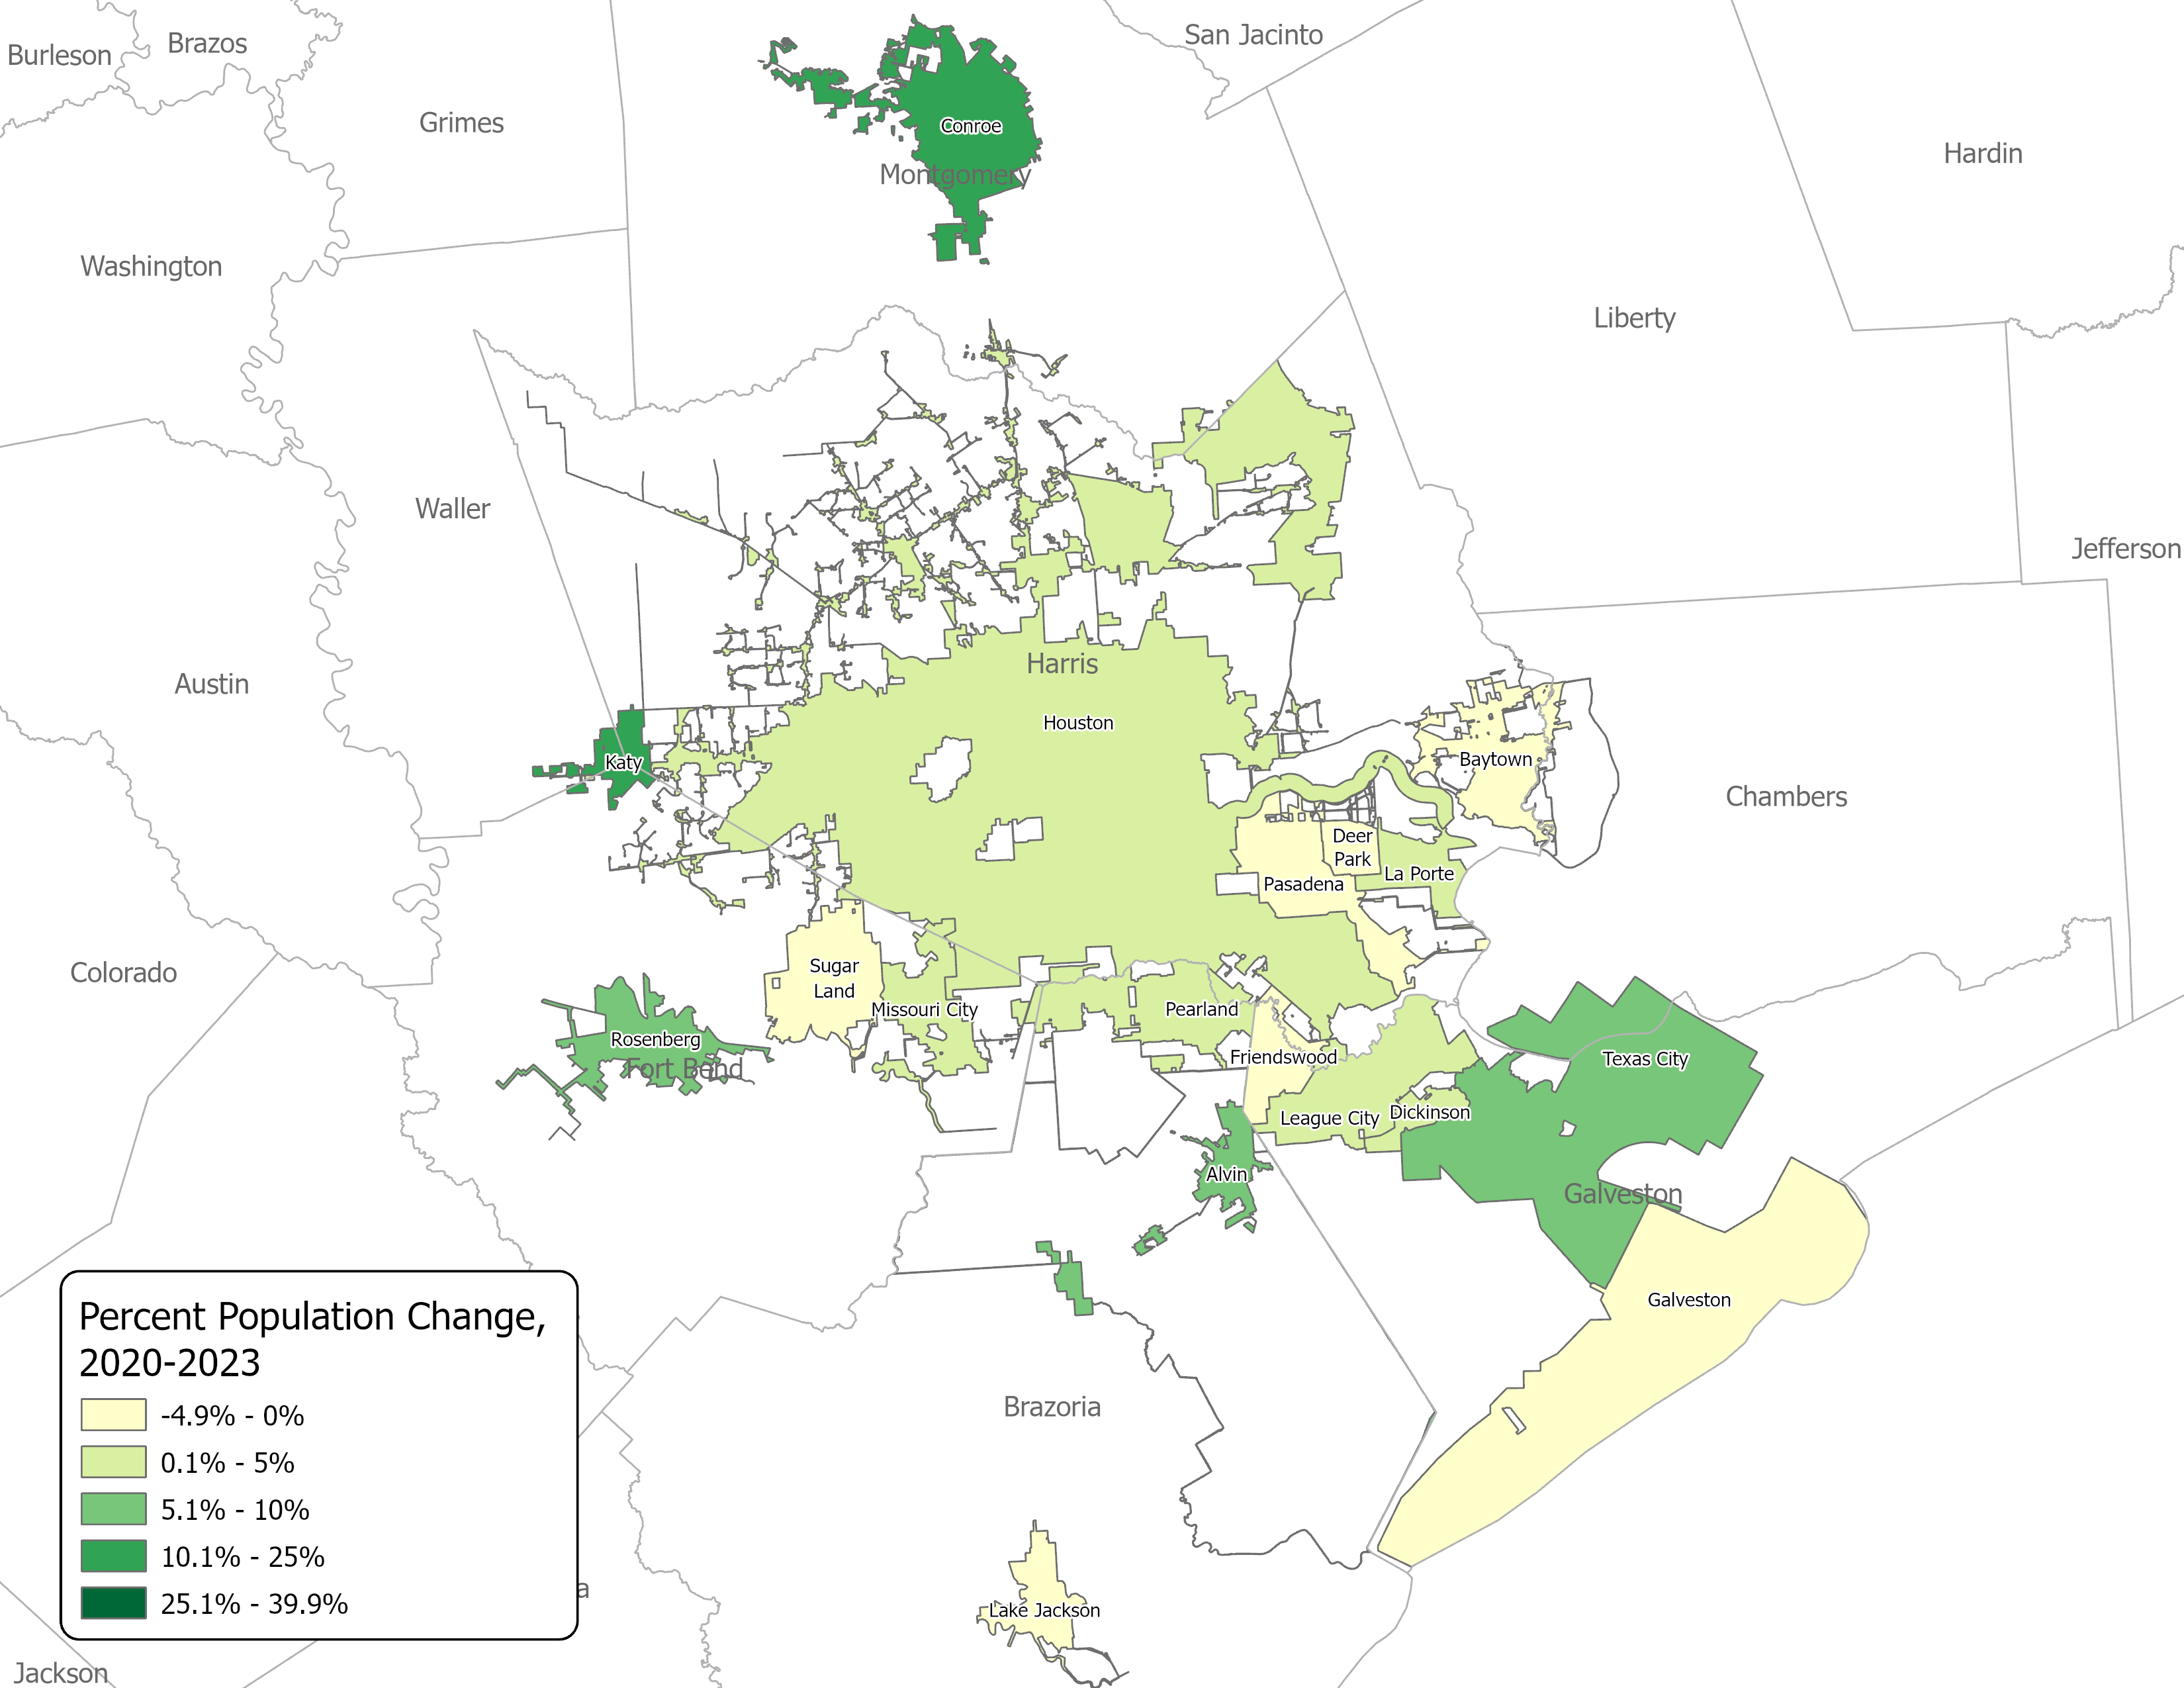 San Jacinto
Brazos
Burleson
Grimes
Conroe
Hardin
Montgomery
Washington
Liberty
Waller
Jefferson
Harris
Austin
Houston
Katy
Baytown
Chambers
Deer
Park
La Porte
Pasadena
Colorado
Sugar
Land
Missouri City
Pearland
Rosenberg
Fort Bend
Friendswood
Texas City
League City
Dickinson
Alvin
Galveston
Galveston
Brazoria
Lake Jackson
Percent Population Change,
2020-2023
-4.9% - 0%
0.1% - 5%
5.1% - 10%
10.1% - 25%
25.1% - 39.9%
a
Jackson